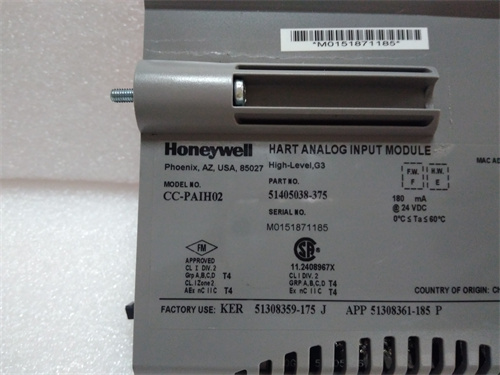 *M0151871185*
Honeywell
HART ANALOG INPUT MODULE
Phoenix, AZ, USA, 85027
High-Level,G3
MAC
MODEL NO.
CC-PAIH02
PART NO.
51405038-375
SERIAL NO.
M0151871185
F.W.
F
H.W.
E
180 mA
@ 24 VDC
0°C ≤ Ta ≤ 60°C
FM
APPROVED
CL I DIV. 2
Grp A,B,C,D T4
CL.IZone 2
AEx nC IIC T4
SA
11.2408967X
CL I DIV. 2
GRP A,B,C,D T4
Ex nC IIC T4
COUNTRY OF ORIGIN:
FACTORY USE: KER 51308359-175 J APP 51308361-185 P